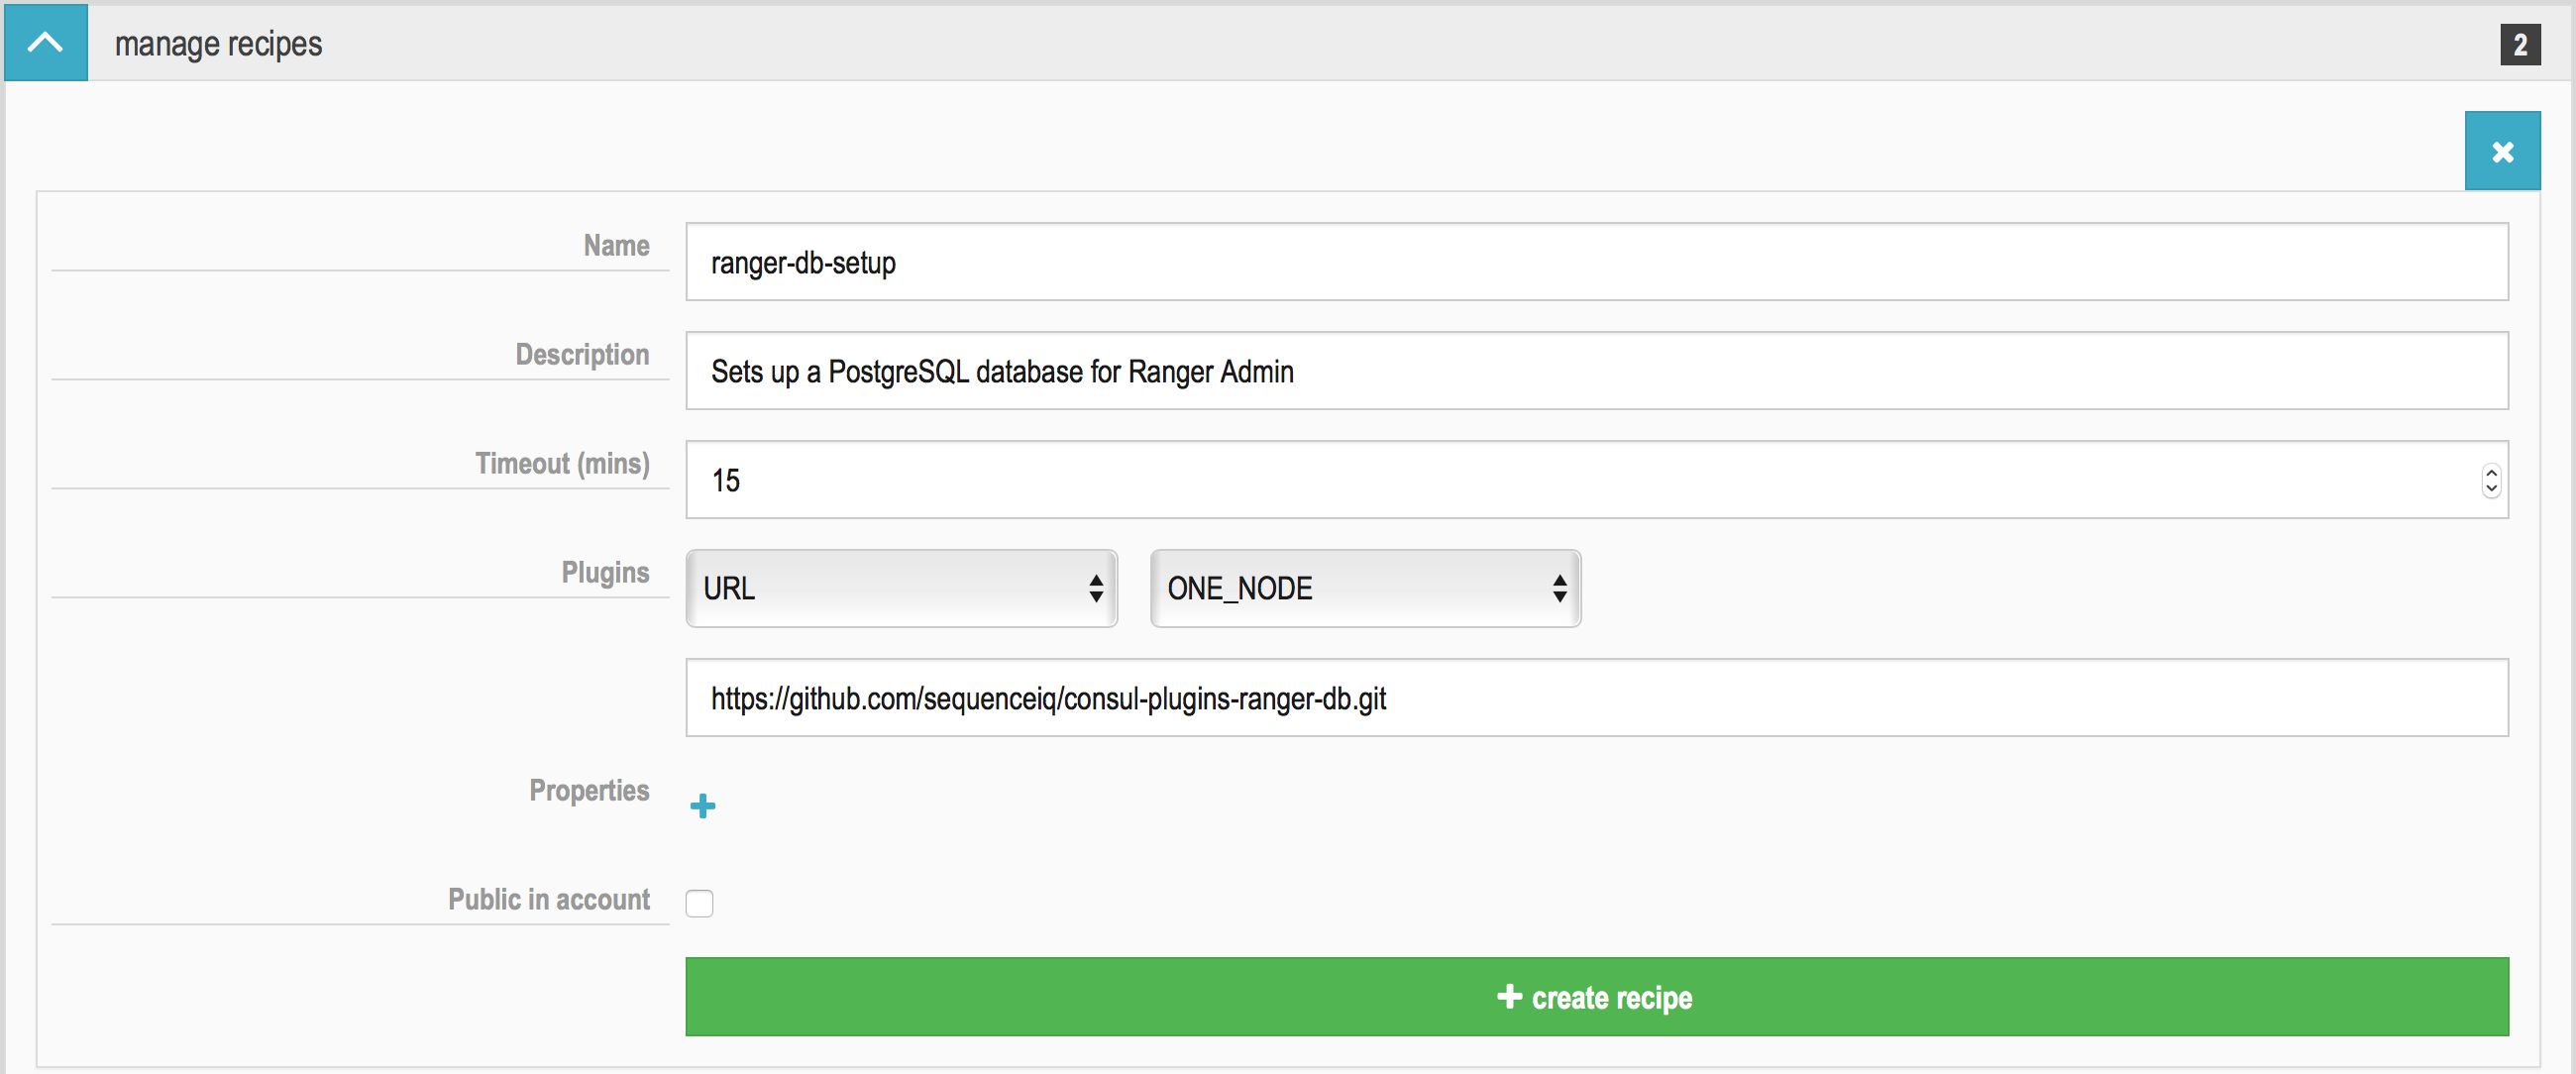 manage recipes 2
Name ranger-db-setup
Description Sets up a PostgreSQL database for Ranger Admin
Timeout (mins) 15
Plugins URL ONE_NODE
https://github.com/sequenceiq/consul-plugins-ranger-db.git
Properties
Public in account
create recipe